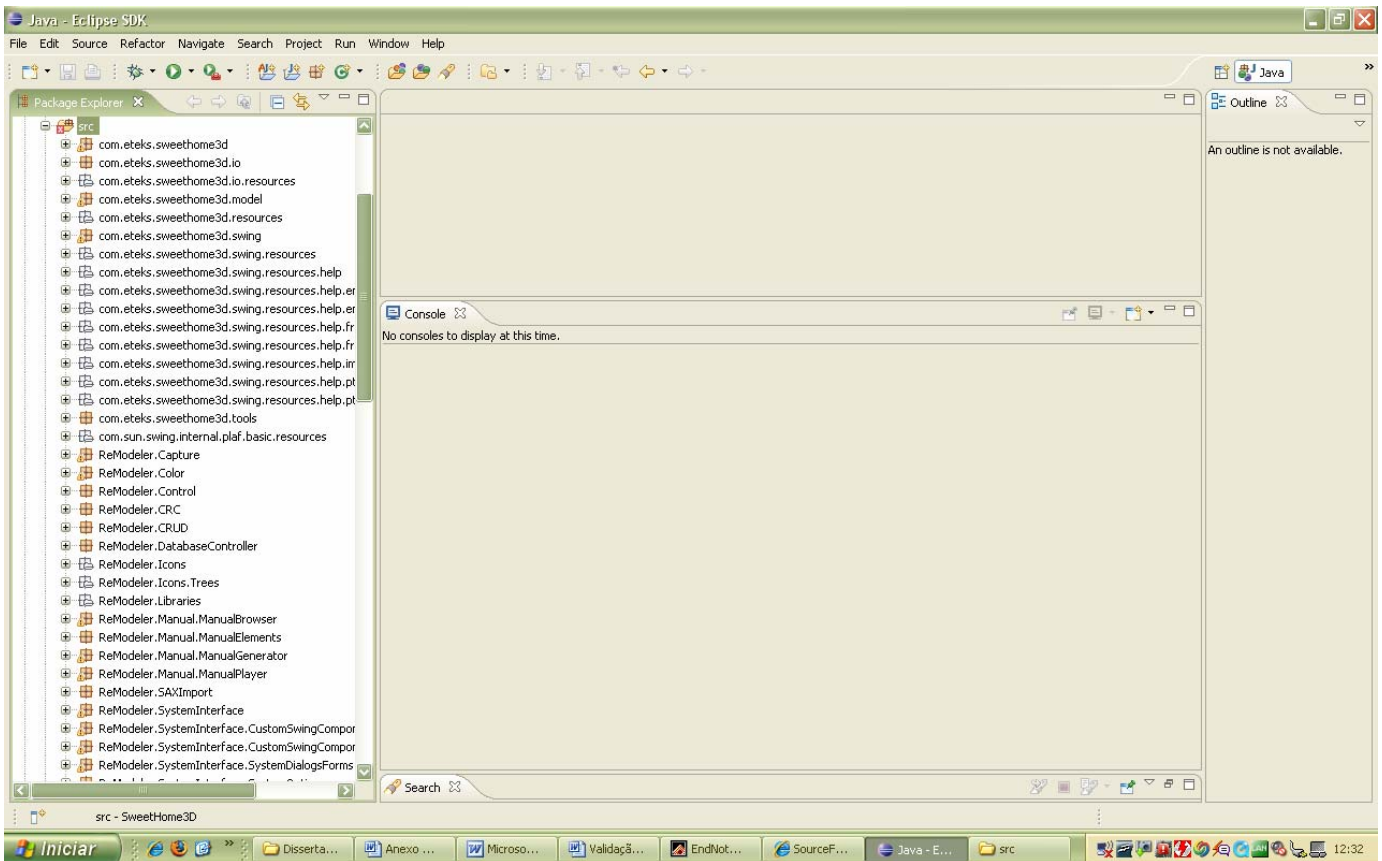 Java - Eclipse SDK
File Edit Source Refactor Navigate Search Project Run Window Help
Java
»
Package Explorer
src
com.eteks.sweethome3d
com.eteks.sweethome3d.io
com.eteks.sweethome3d.io.resources
com.eteks.sweethome3d.model
com.eteks.sweethome3d.resources
com.eteks.sweethome3d.swing
com.eteks.sweethome3d.swing.resources
com.eteks.sweethome3d.swing.resources.help
com.eteks.sweethome3d.swing.resources.help.er
com.eteks.sweethome3d.swing.resources.help.er
com.eteks.sweethome3d.swing.resources.help.fr
com.eteks.sweethome3d.swing.resources.help.fr
com.eteks.sweethome3d.swing.resources.help.im
com.eteks.sweethome3d.swing.resources.help.pt
com.eteks.sweethome3d.swing.resources.help.pt
com.eteks.sweethome3d.tools
com.sun.swing.internal.plaf.basic.resources
ReModeler.Capture
ReModeler.Color
ReModeler.Control
ReModeler.CRC
ReModeler.CRUD
ReModeler.DatabaseController
ReModeler.Icons
ReModeler.Icons.Trees
ReModeler.Libraries
ReModeler.Manual.ManualBrowser
ReModeler.Manual.ManualElements
ReModeler.Manual.ManualGenerator
ReModeler.Manual.ManualPlayer
ReModeler.SAXImport
ReModeler.SystemInterface
ReModeler.SystemInterface.CustomSwingCompor
ReModeler.SystemInterface.CustomSwingCompor
ReModeler.SystemInterface.SystemDialogsForms
Console
No consoles to display at this time.
Search
Outline
An outline is not available.
src - SweetHome3D
Iniciar » Disserta... Anexo ... Microso... Validaçã... EndNot... SourceF... Java - E... src 12:32